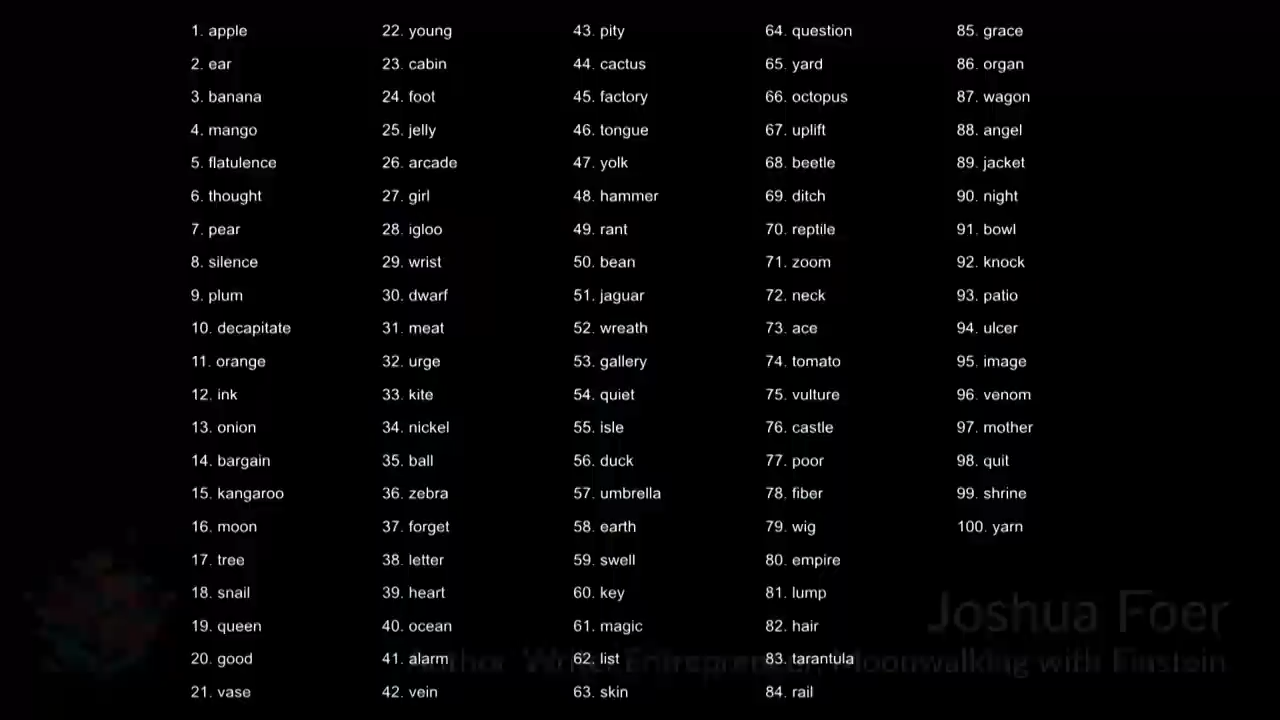 1. apple
2. ear
3. banana
4. mango
5. flatulence
6. thought
7. pear
8. silence
9. plum
10. decapitate
11. orange
12. ink
13. onion
14. bargain
15. kangaroo
16. moon
17. tree
18. snail
19. queen
20. good
21. vase
22. young
23. cabin
24. foot
25. jelly
26. arcade
27. girl
28. igloo
29. wrist
30. dwarf
31. meat
32. urge
33. kite
34. nickel
35. ball
36. zebra
37. forget
38. letter
39. heart
40. ocean
41. alarm
42. vein
43. pity
44. cactus
45. factory
46. tongue
47. yolk
48. hammer
49. rant
50. bean
51. jaguar
52. wreath
53. gallery
54. quiet
55. isle
56. duck
57. umbrella
58. earth
59. swell
60. key
61. magic
62. list
63. skin
64. question
65. yard
66. octopus
67. uplift
68. beetle
69. ditch
70. reptile
71. zoom
72. neck
73. ace
74. tomato
75. vulture
76. castle
77. poor
78. fiber
79. wig
80. empire
81. lump
82. hair
83. tarantula
84. rail
85. grace
86. organ
87. wagon
88. angel
89. jacket
90. night
91. bowl
92. knock
93. patio
94. ulcer
95. image
96. venom
97. mother
98. quit
99. shrine
100. yarn
Joshua Foer
Moonwalking with Einstein